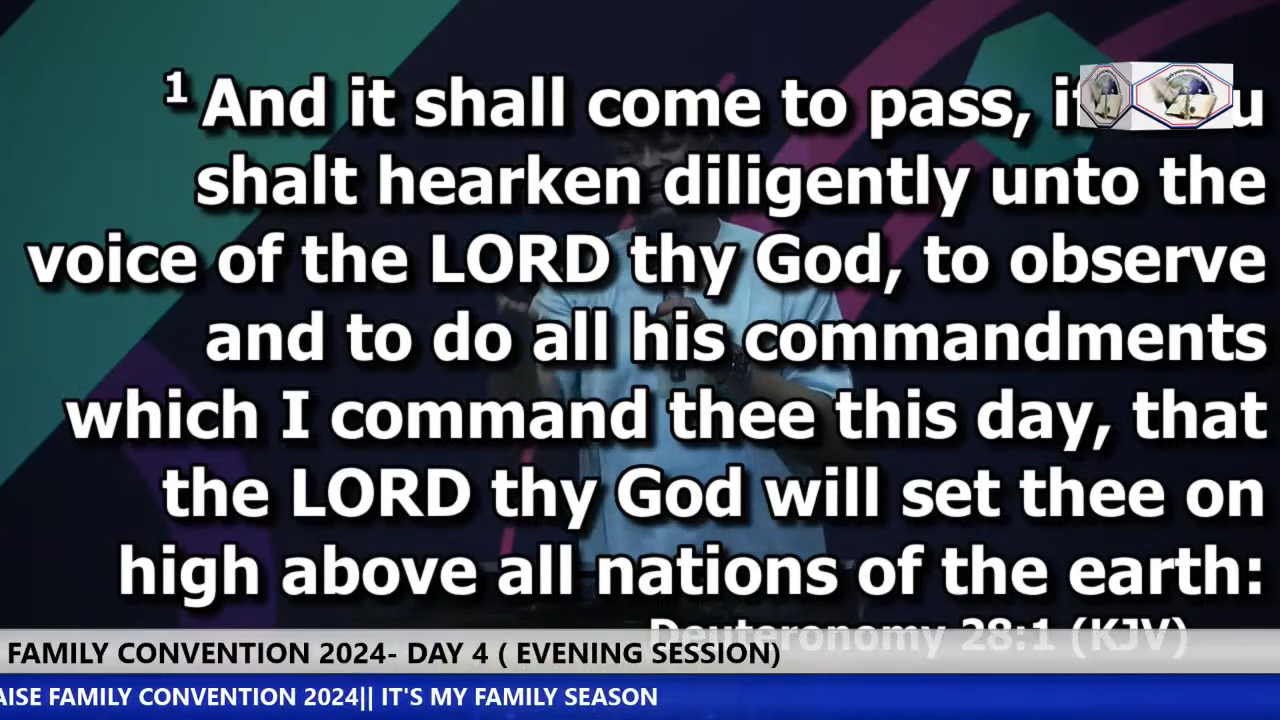 1 And it shall come to pass, if u
shalt hearken diligently unto the
voice of the LORD thy God, to observe
and to do all his commandments
which I command thee this day, that
the LORD thy God will set thee on
high above all nations of the earth:
Deuteronomy 28:1 (KJV)
FAMILY CONVENTION 2024- DAY 4 ( EVENING SESSION)
AISE FAMILY CONVENTION 2024|| IT'S MY FAMILY SEASON